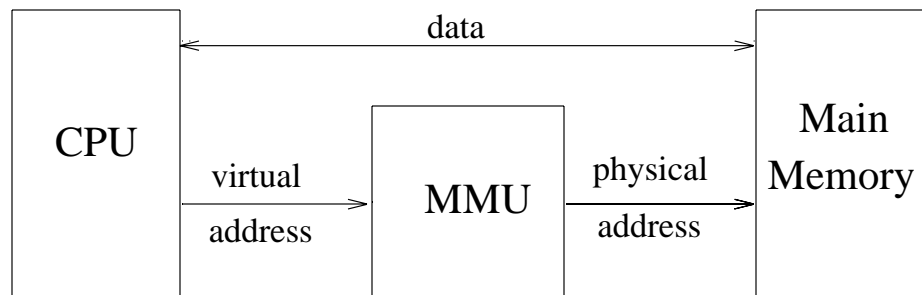 data
CPU
virtual
address
MMU
physical
address
Main
Memory